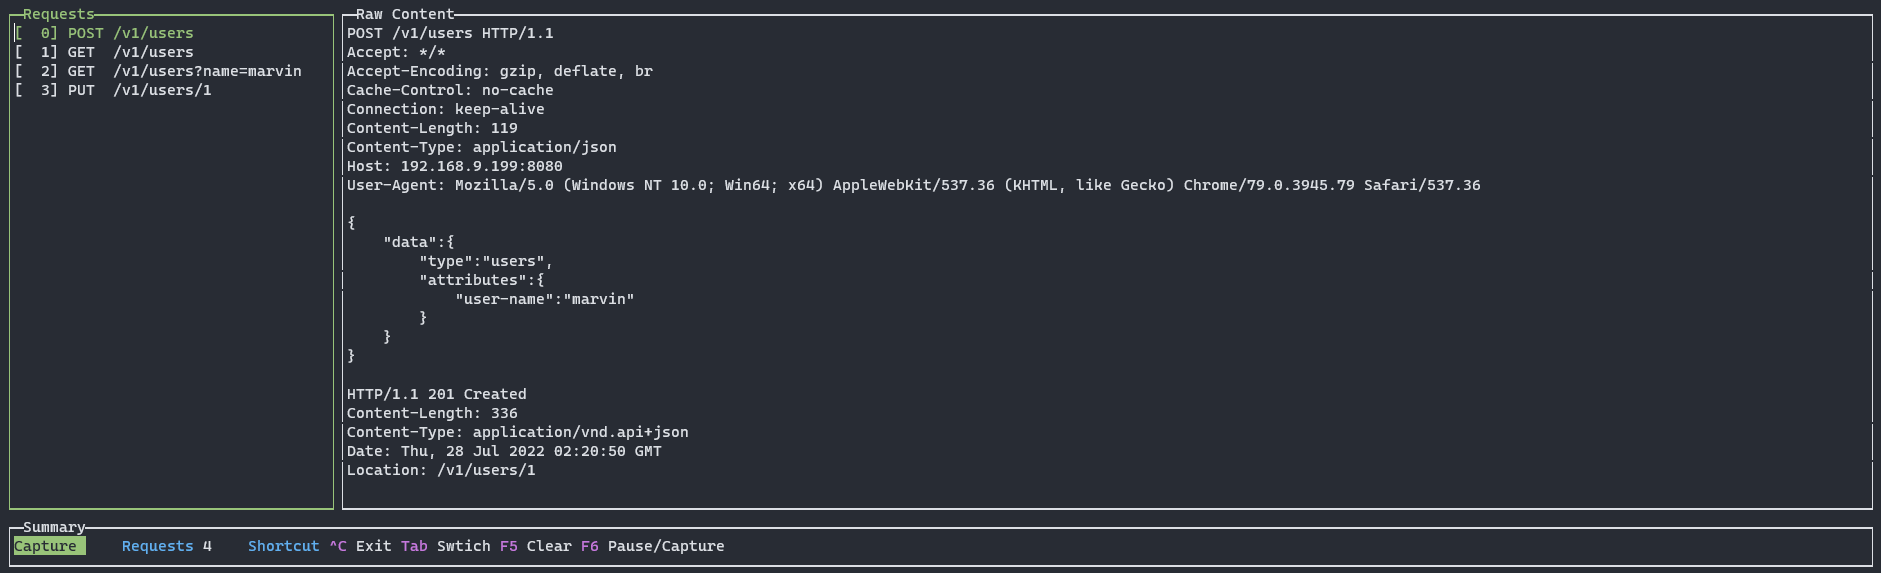 Requests
[  0] POST /v1/users
[  1] GET  /v1/users
[  2] GET  /v1/users?name=marvin
[  3] PUT  /v1/users/1
Raw Content
POST /v1/users HTTP/1.1
Accept: */*
Accept-Encoding: gzip, deflate, br
Cache-Control: no-cache
Connection: keep-alive
Content-Length: 119
Content-Type: application/json
Host: 192.168.9.199:8080
User-Agent: Mozilla/5.0 (Windows NT 10.0; Win64; x64) AppleWebKit/537.36 (KHTML, like Gecko) Chrome/79.0.3945.79 Safari/537.36

{
    "data":{
        "type":"users",
        "attributes":{
            "user-name":"marvin"
        }
    }
}

HTTP/1.1 201 Created
Content-Length: 336
Content-Type: application/vnd.api+json
Date: Thu, 28 Jul 2022 02:20:50 GMT
Location: /v1/users/1
Summary
Capture    Requests 4    Shortcut ^C Exit Tab Swtich F5 Clear F6 Pause/Capture